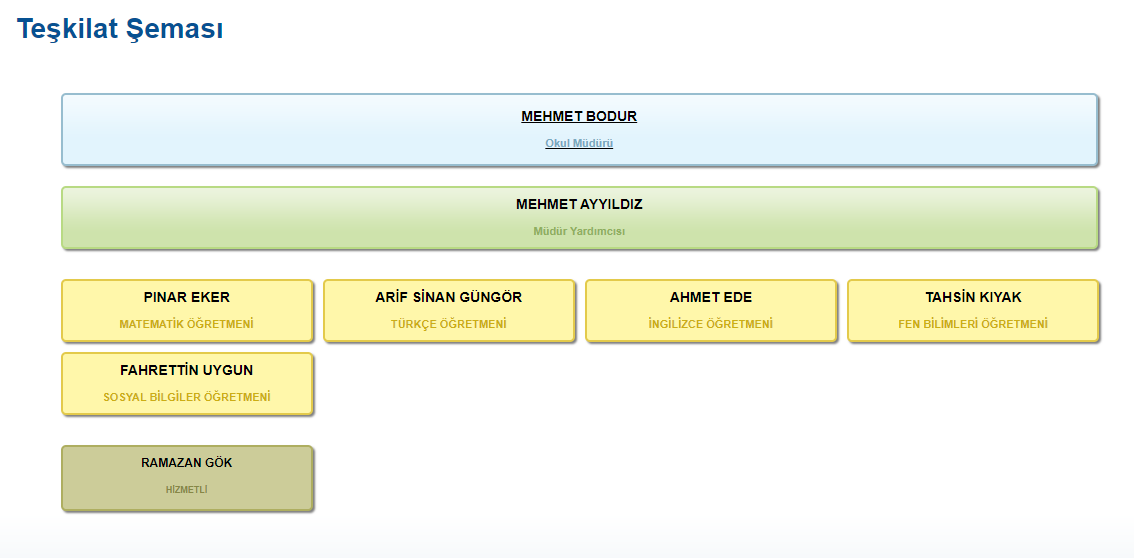 Teşkilat Şeması
MEHMET BODUR
Okul Müdürü
MEHMET AYYILDIZ
Müdür Yardımcısı
PINAR EKER
MATEMATİK ÖĞRETMENİ
ARİF SİNAN GÜNGÖR
TÜRKÇE ÖĞRETMENİ
AHMET EDE
İNGİLİZCE ÖĞRETMENİ
TAHSİN KIYAK
FEN BİLİMLERİ ÖĞRETMENİ
FAHRETTİN UYGUN
SOSYAL BİLGİLER ÖĞRETMENİ
RAMAZAN GÖK
HİZMETLİ